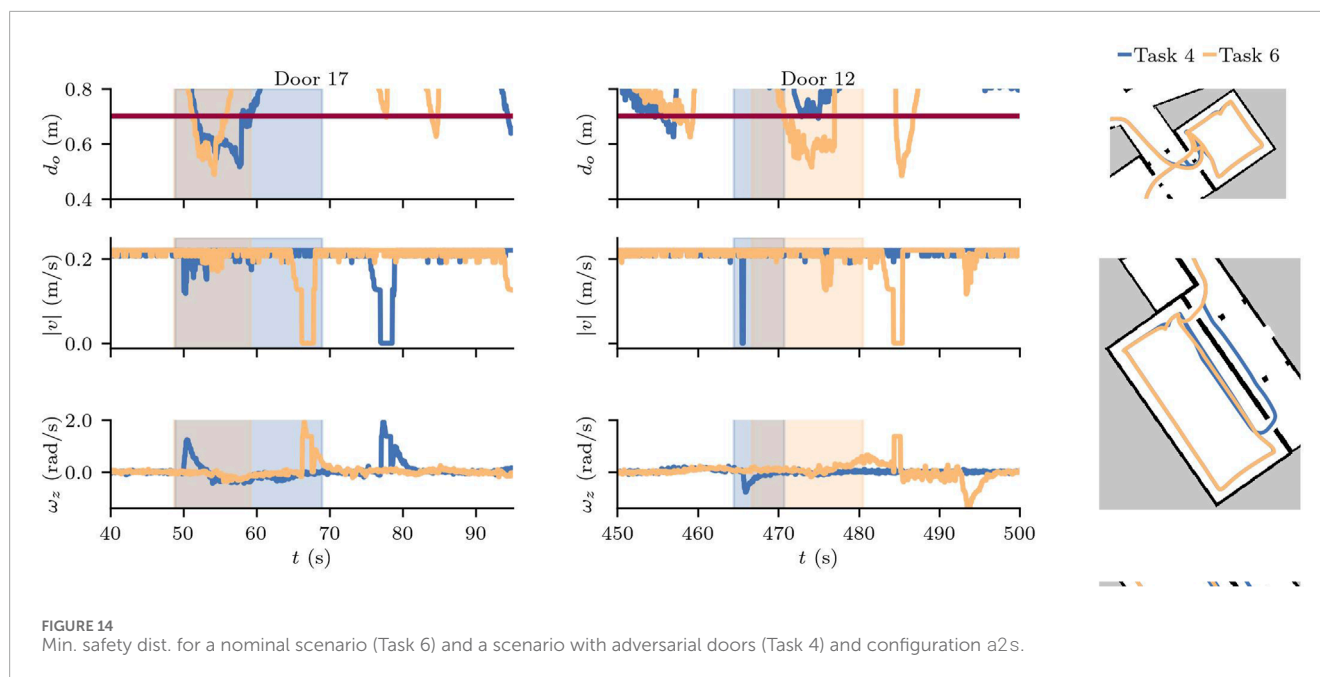 Door 17
Door 12
Task 4 Task 6
0.8
0.6
0.4
d_o (m)
0.8
0.6
0.4
d_o (m)
0.2
0.0
|v| (m/s)
0.2
0.0
|v| (m/s)
2.0
0.0
ω_z (rad/s)
2.0
0.0
ω_z (rad/s)
40 50 60 70 80 90
t (s)
450 460 470 480 490 500
t (s)
FIGURE 14
Min. safety dist. for a nominal scenario (Task 6) and a scenario with adversarial doors (Task 4) and configuration a2s.